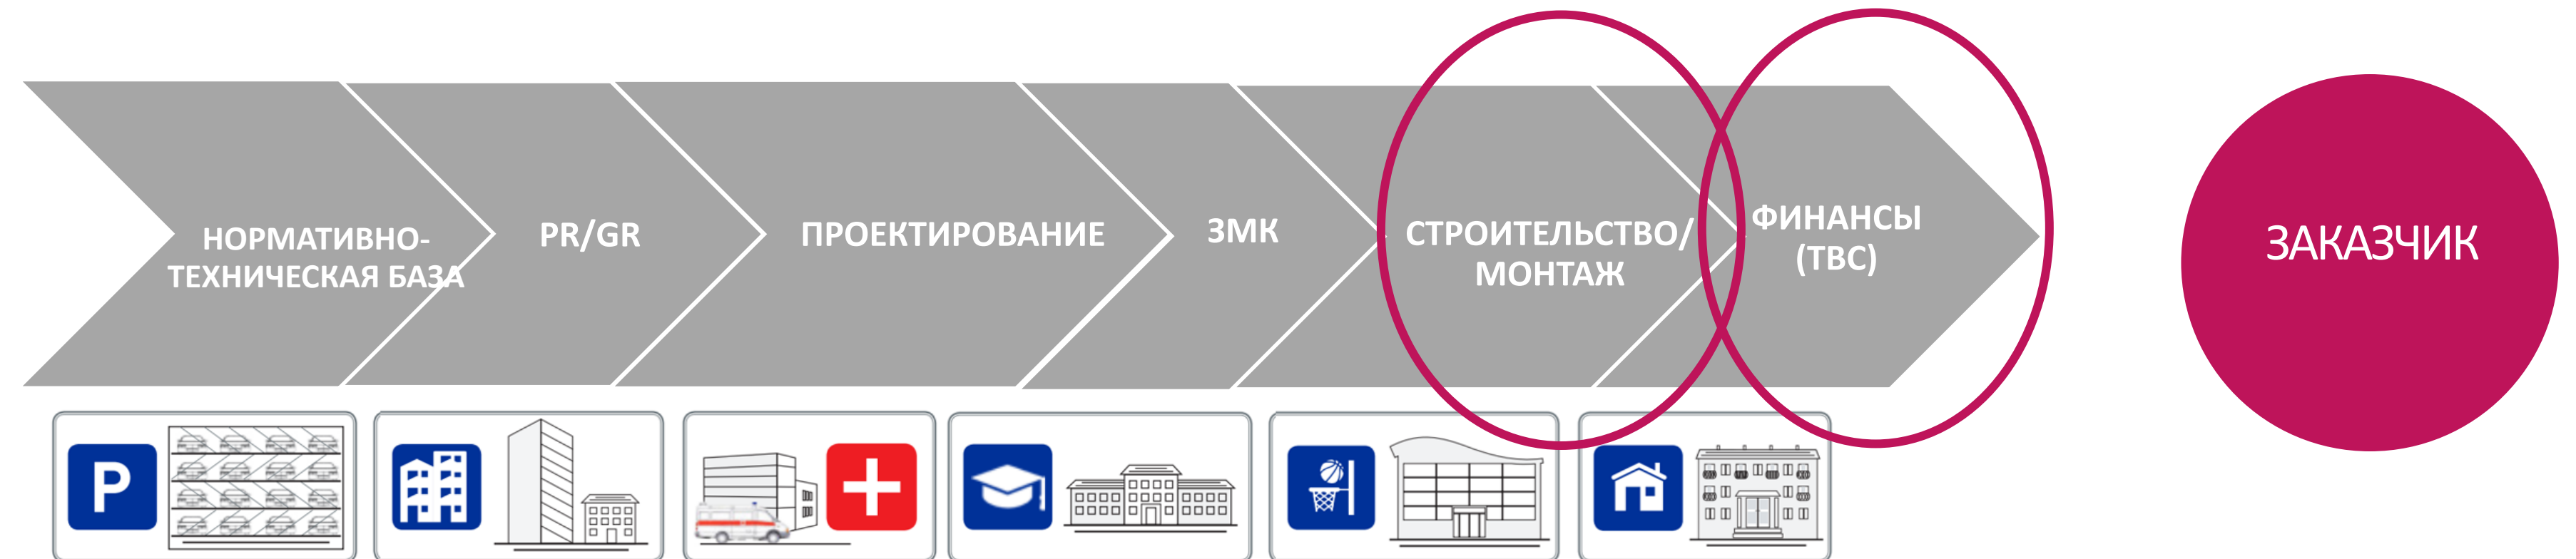 НОРМАТИВНО-
ТЕХНИЧЕСКАЯ БАЗА
PR/GR
ПРОЕКТИРОВАНИЕ
ЗМК
СТРОИТЕЛЬСТВО/
МОНТАЖ
ФИНАНСЫ
(ТВС)
ЗАКАЗЧИК
P